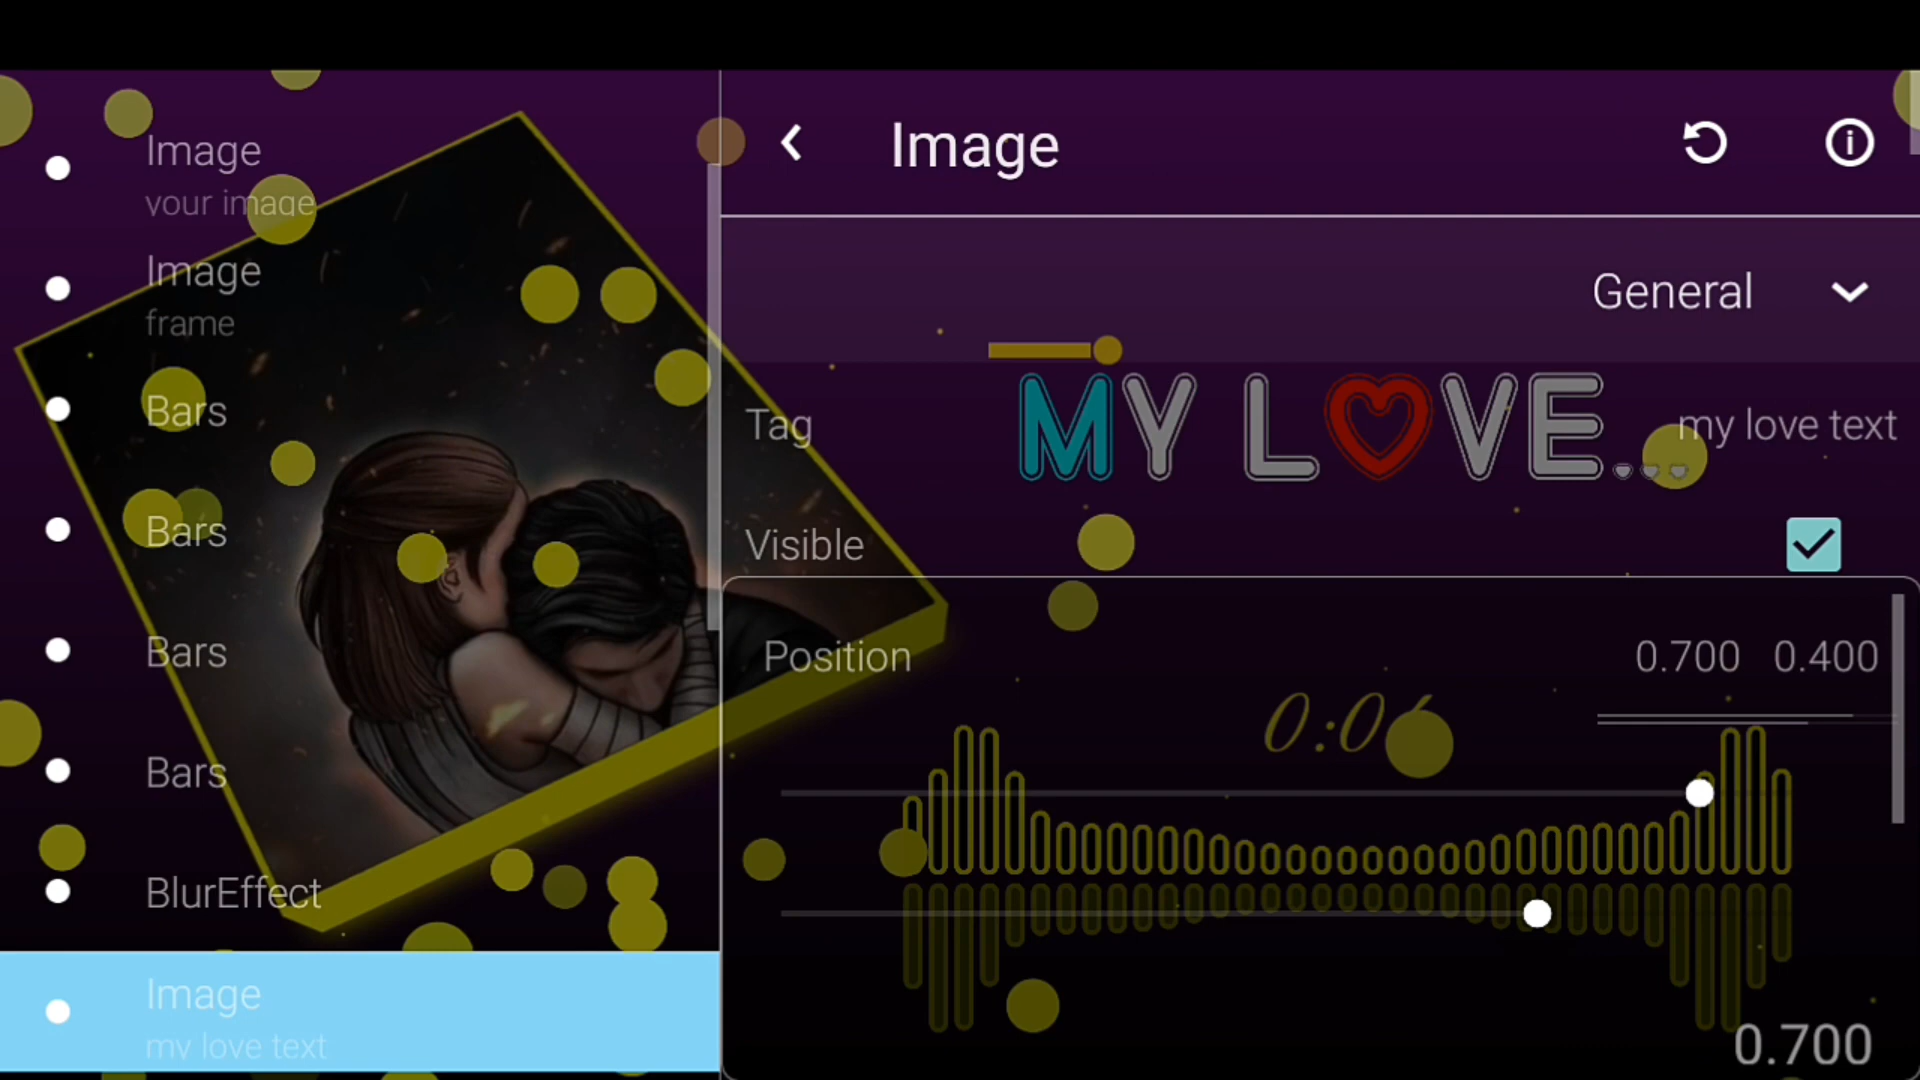 Image
your image
Image
frame
Bars
Bars
Bars
Bars
BlurEffect
Image
my love text
Image
General
MY LOVE...
Tag
my love text
Visible
Position
0.700 0.400
0:0
0.700